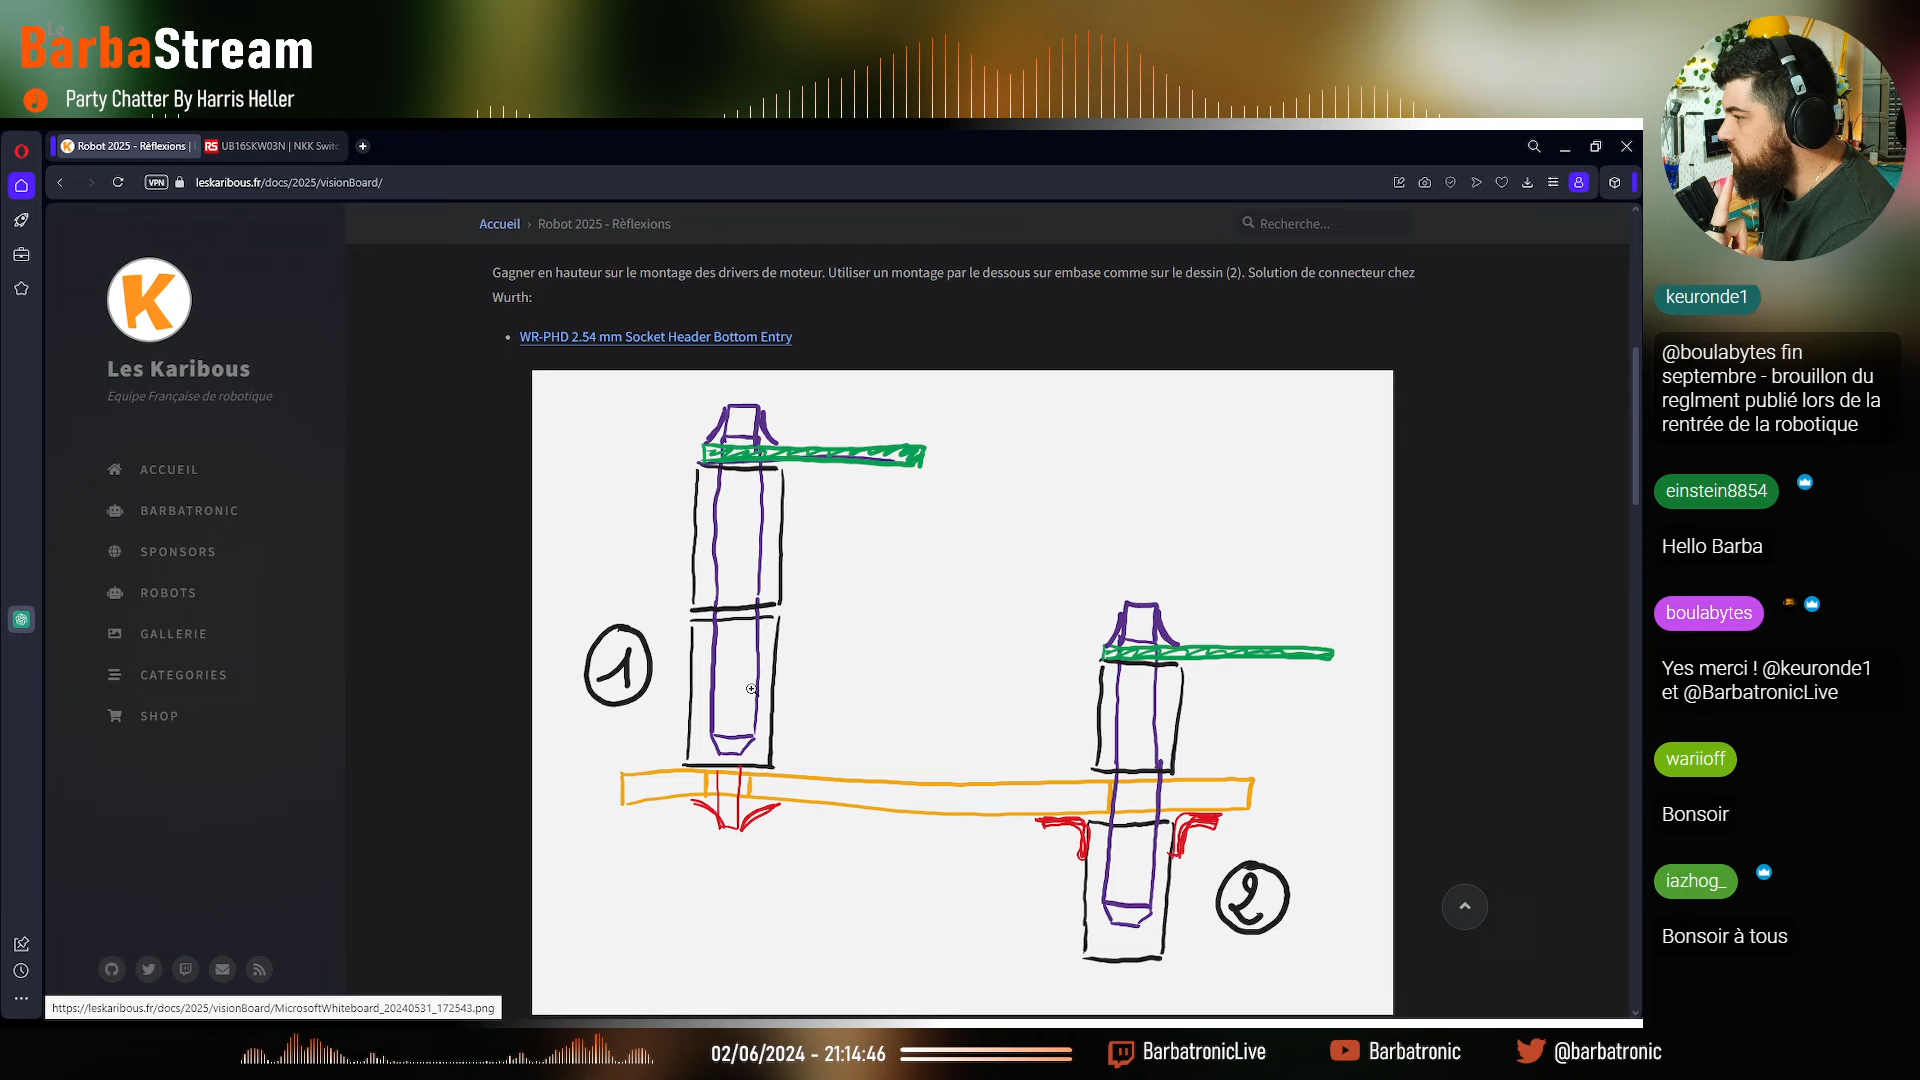 Le
BarbaStream
Party Chatter By Harris Heller
Robot 2025 - Rèflexions |
RS UB16SKW03N | NKK Switc
VPN
leskaribous.fr/docs/2025/visionBoard/
Accueil › Robot 2025 - Rèflexions
Recherche...
K
Les Karibous
Equipe Française de robotique
ACCUEIL
BARBATRONIC
SPONSORS
ROBOTS
GALLERIE
CATEGORIES
SHOP
Gagner en hauteur sur le montage des drivers de moteur. Utiliser un montage par le dessous sur embase comme sur le dessin (2). Solution de connecteur chez
Wurth:
WR-PHD 2.54 mm Socket Header Bottom Entry
1
2
https://leskaribous.fr/docs/2025/visionBoard/MicrosoftWhiteboard_20240531_172543.png
keuronde1
@boulabytes fin
septembre - brouillon du
reglment publié lors de la
rentrée de la robotique
einstein8854
Hello Barba
boulabytes
Yes merci ! @keuronde1
et @BarbatronicLive
wariioff
Bonsoir
iazhog_
Bonsoir à tous
02/06/2024 - 21:14:46
BarbatronicLive
Barbatronic
@barbatronic